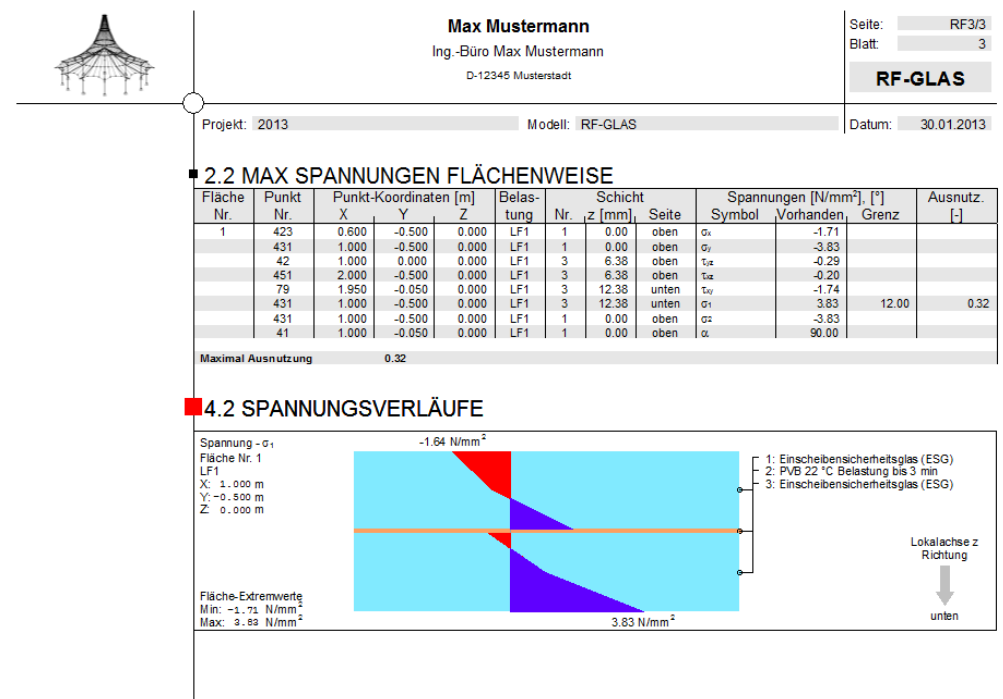 Max Mustermann
Ing.-Büro Max Mustermann
D-12345 Musterstadt
Seite: RF3/3
Blatt: 3
RF-GLAS
Projekt: 2013 Modell: RF-GLAS Datum: 30.01.2013
2.2 MAX SPANNUNGEN FLÄCHENWEISE
Fläche Punkt Punkt-Koordinaten [m] Belas- Schicht Spannungen [N/mm²], [°] Ausnutz.
Nr. Nr. X Y Z tung Nr. z [mm] Seite Symbol Vorhanden Grenz [-]
1 423 0.600 -0.500 0.000 LF1 1 0.00 oben σx -1.71
431 1.000 -0.500 0.000 LF1 1 0.00 oben σy -3.83
42 1.000 0.000 0.000 LF1 3 6.38 oben τyz -0.29
451 2.000 -0.500 0.000 LF1 3 6.38 oben τxz -0.20
79 1.950 -0.050 0.000 LF1 3 12.38 unten τxy -1.74
431 1.000 -0.500 0.000 LF1 3 12.38 unten σ1 3.83 12.00 0.32
431 1.000 -0.500 0.000 LF1 1 0.00 oben σ2 -3.83
41 1.000 -0.050 0.000 LF1 1 0.00 oben α 90.00
Maximal Ausnutzung 0.32
4.2 SPANNUNGSVERLÄUFE
Spannung - σ1
Fläche Nr. 1
LF1
X: 1.000 m
Y: -0.500 m
Z: 0.000 m
-1.64 N/mm²
1: Einscheibensicherheitsglas (ESG)
2: PVB 22 °C Belastung bis 3 min
3: Einscheibensicherheitsglas (ESG)
Lokalachse z
Richtung
unten
Fläche-Extremwerte
Min: -1.71 N/mm²
Max: 3.83 N/mm²
3.83 N/mm²